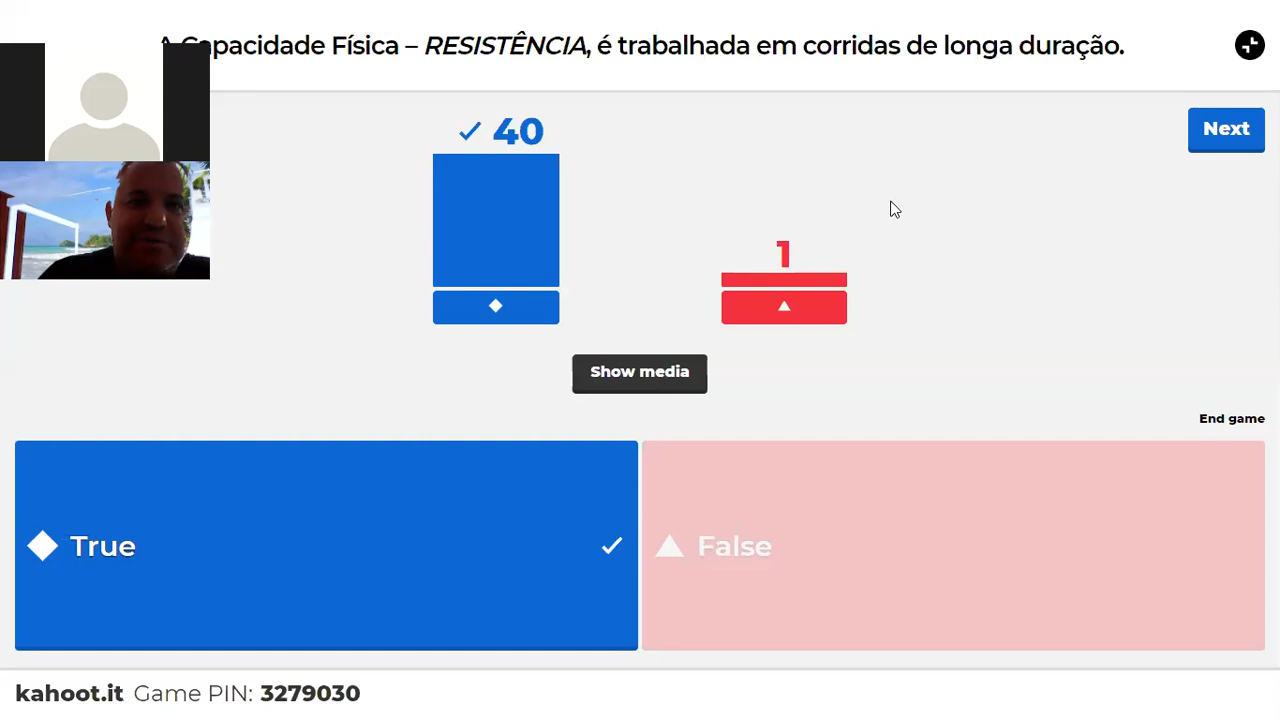 A Capacidade Física – RESISTÊNCIA, é trabalhada em corridas de longa duração.
40
Next
1
Show media
End game
True
False
kahoot.it Game PIN: 3279030